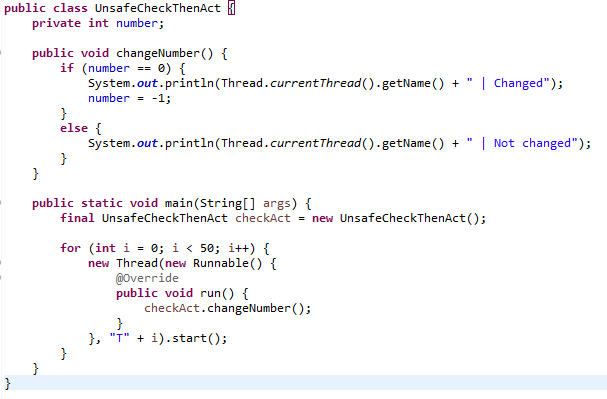 public class UnsafeCheckThenAct {
    private int number;

    public void changeNumber() {
        if (number == 0) {
            System.out.println(Thread.currentThread().getName() + " | Changed");
            number = -1;
        }
        else {
            System.out.println(Thread.currentThread().getName() + " | Not changed");
        }
    }

    public static void main(String[] args) {
        final UnsafeCheckThenAct checkAct = new UnsafeCheckThenAct();

        for (int i = 0; i < 50; i++) {
            new Thread(new Runnable() {
                @Override
                public void run() {
                    checkAct.changeNumber();
                }
            }, "T" + i).start();
        }
    }
}